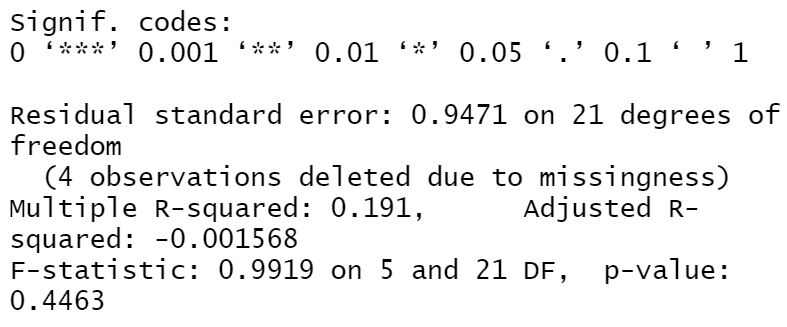 Signif. codes:
0 ‘***’ 0.001 ‘**’ 0.01 ‘*’ 0.05 ‘.’ 0.1 ‘ ’ 1
Residual standard error: 0.9471 on 21 degrees of
freedom
  (4 observations deleted due to missingness)
Multiple R-squared: 0.191,      Adjusted R-
squared: -0.001568
F-statistic: 0.9919 on 5 and 21 DF,  p-value:
0.4463